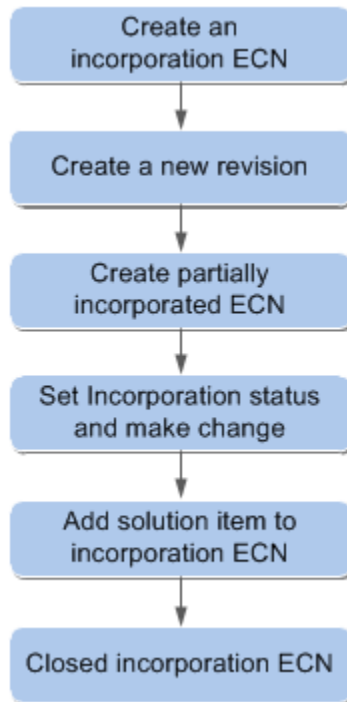 Create an
incorporation ECN
Create a new revision
Create partially
incorporated ECN
Set Incorporation status
and make change
Add solution item to
incorporation ECN
Closed incorporation ECN